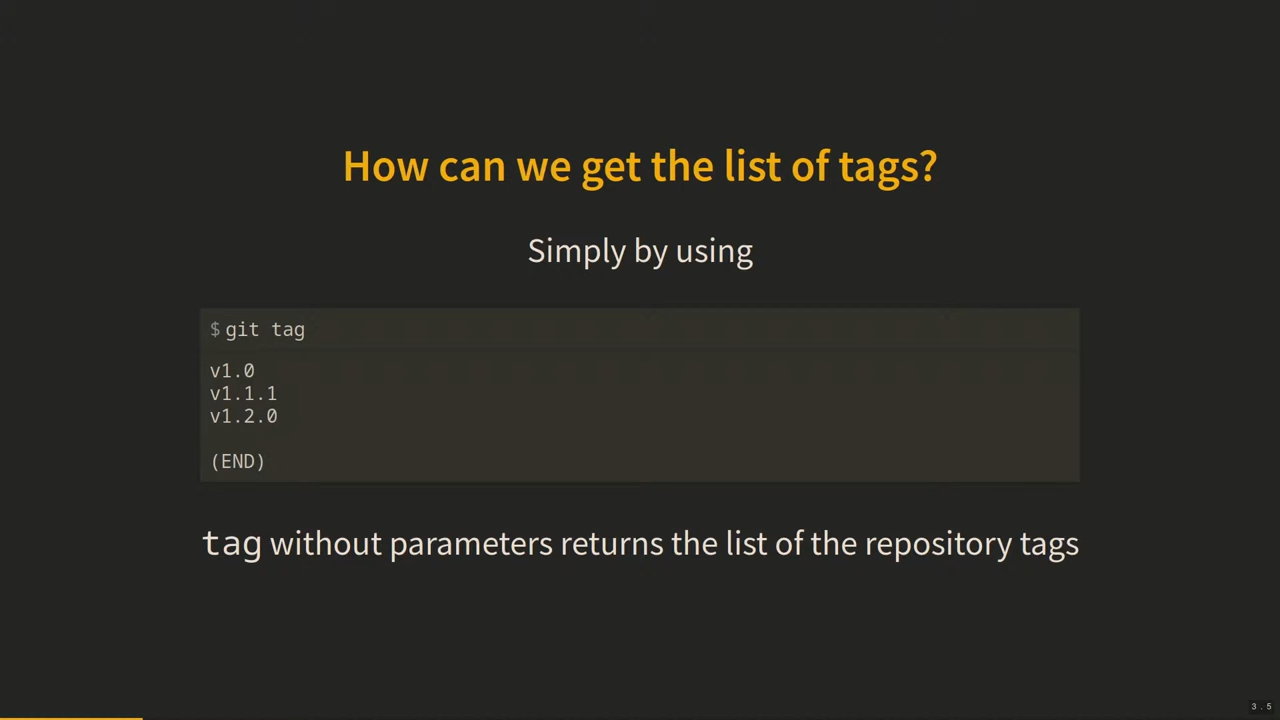 How can we get the list of tags?
Simply by using
$ git tag
v1.0
v1.1.1
v1.2.0
(END)
tag without parameters returns the list of the repository tags
3.5